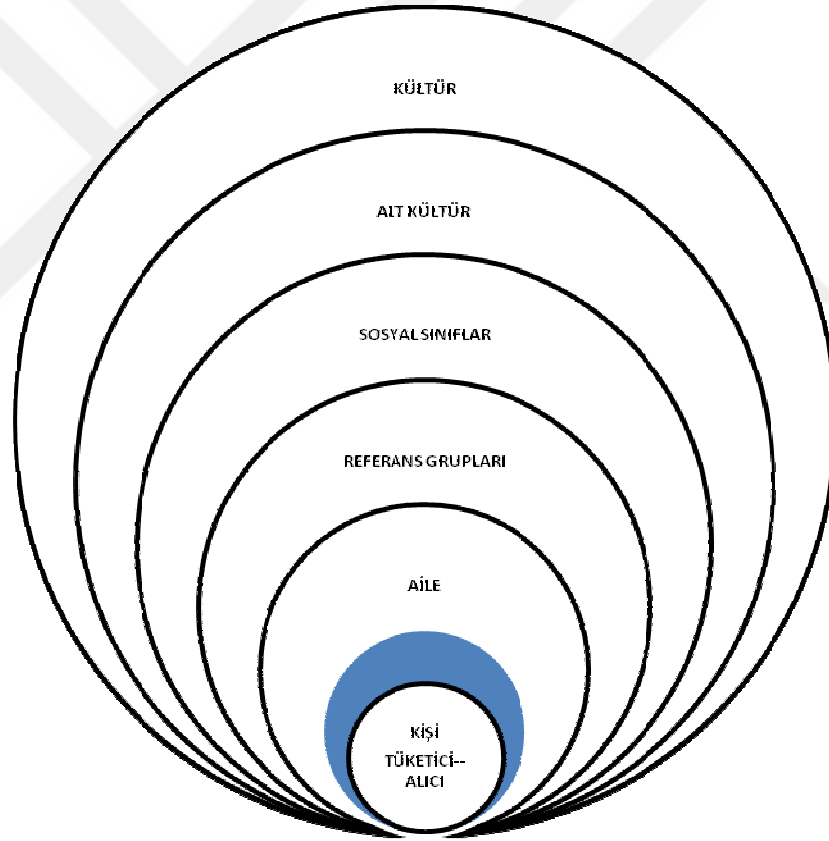 KÜLTÜR
ALT KÜLTÜR
SOSYAL SINIFLAR
REFERANS GRUPLARI
AİLE
KİŞİ
TÜKETİCİ--
ALICI